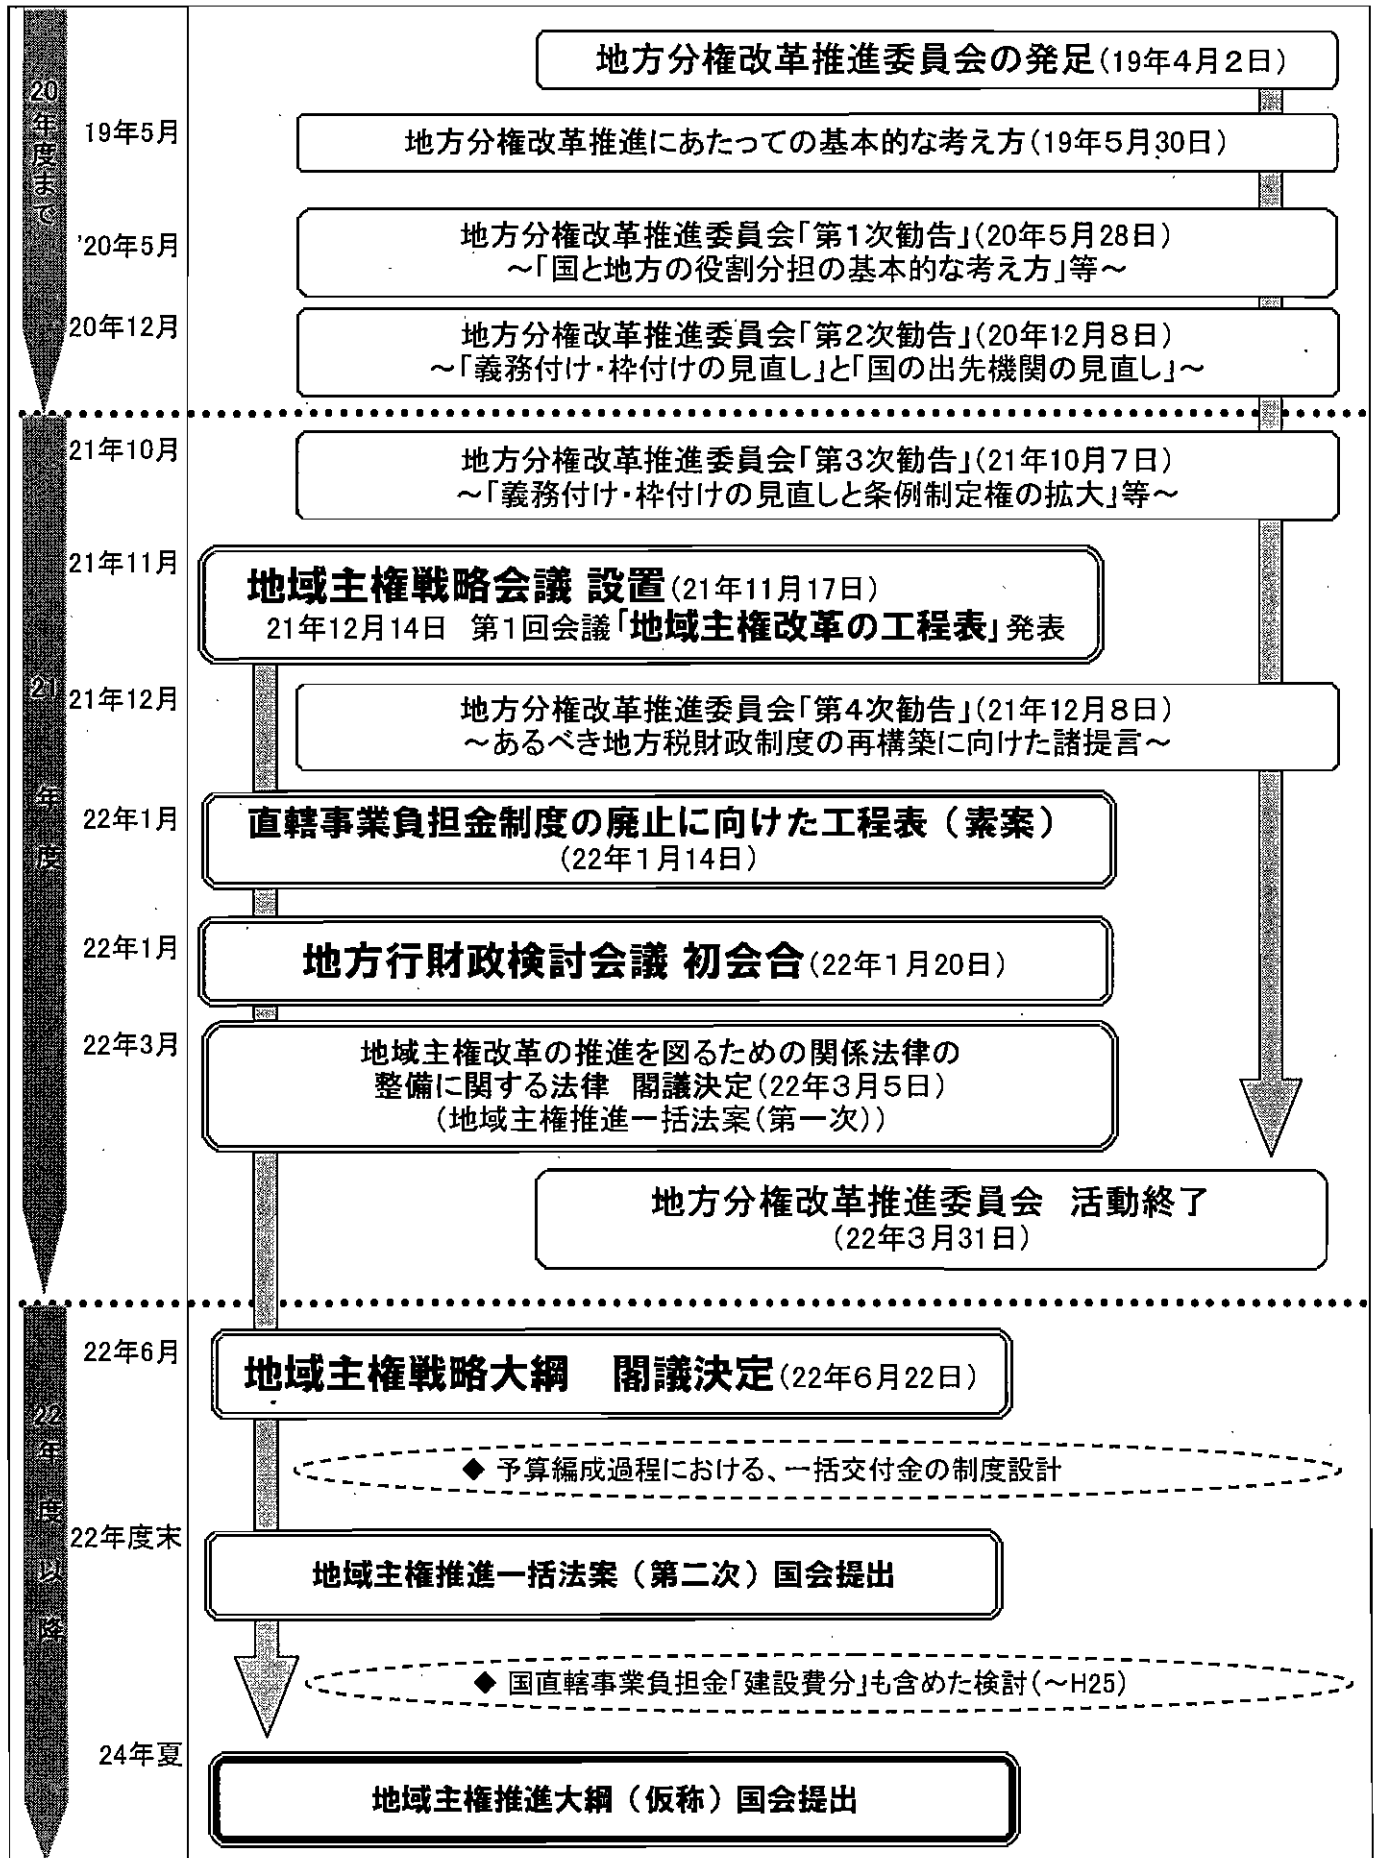 20年度まで
地方分権改革推進委員会の発足(19年4月2日)
19年5月
地方分権改革推進にあたっての基本的な考え方(19年5月30日)
'20年5月
地方分権改革推進委員会「第1次勧告」(20年5月28日)
～「国と地方の役割分担の基本的な考え方」等～
20年12月
地方分権改革推進委員会「第2次勧告」(20年12月8日)
～「義務付け・枠付けの見直し」と「国の出先機関の見直し」～
21年度
21年10月
地方分権改革推進委員会「第3次勧告」(21年10月7日)
～「義務付け・枠付けの見直しと条例制定権の拡大」等～
21年11月
地域主権戦略会議 設置(21年11月17日)
21年12月14日 第1回会議「地域主権改革の工程表」発表
21年12月
地方分権改革推進委員会「第4次勧告」(21年12月8日)
～あるべき地方税財政制度の再構築に向けた諸提言～
22年1月
直轄事業負担金制度の廃止に向けた工程表（素案）
(22年1月14日)
22年1月
地方行財政検討会議 初会合(22年1月20日)
22年3月
地域主権改革の推進を図るための関係法律の
整備に関する法律 閣議決定(22年3月5日)
(地域主権推進一括法案(第一次))
地方分権改革推進委員会 活動終了
(22年3月31日)
22年度以降
22年6月
地域主権戦略大綱 閣議決定(22年6月22日)
◆ 予算編成過程における、一括交付金の制度設計
22年度末
地域主権推進一括法案（第二次）国会提出
◆ 国直轄事業負担金「建設費分」も含めた検討(～H25)
24年夏
地域主権推進大綱（仮称）国会提出